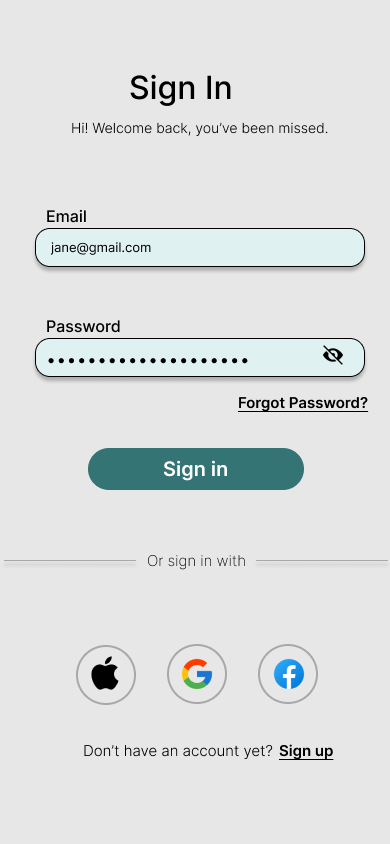 Sign In
Hi! Welcome back, you’ve been missed.
Email
jane@gmail.com
Password
••••••••••••••••••••
Forgot Password?
Sign in
Or sign in with
Don’t have an account yet? Sign up